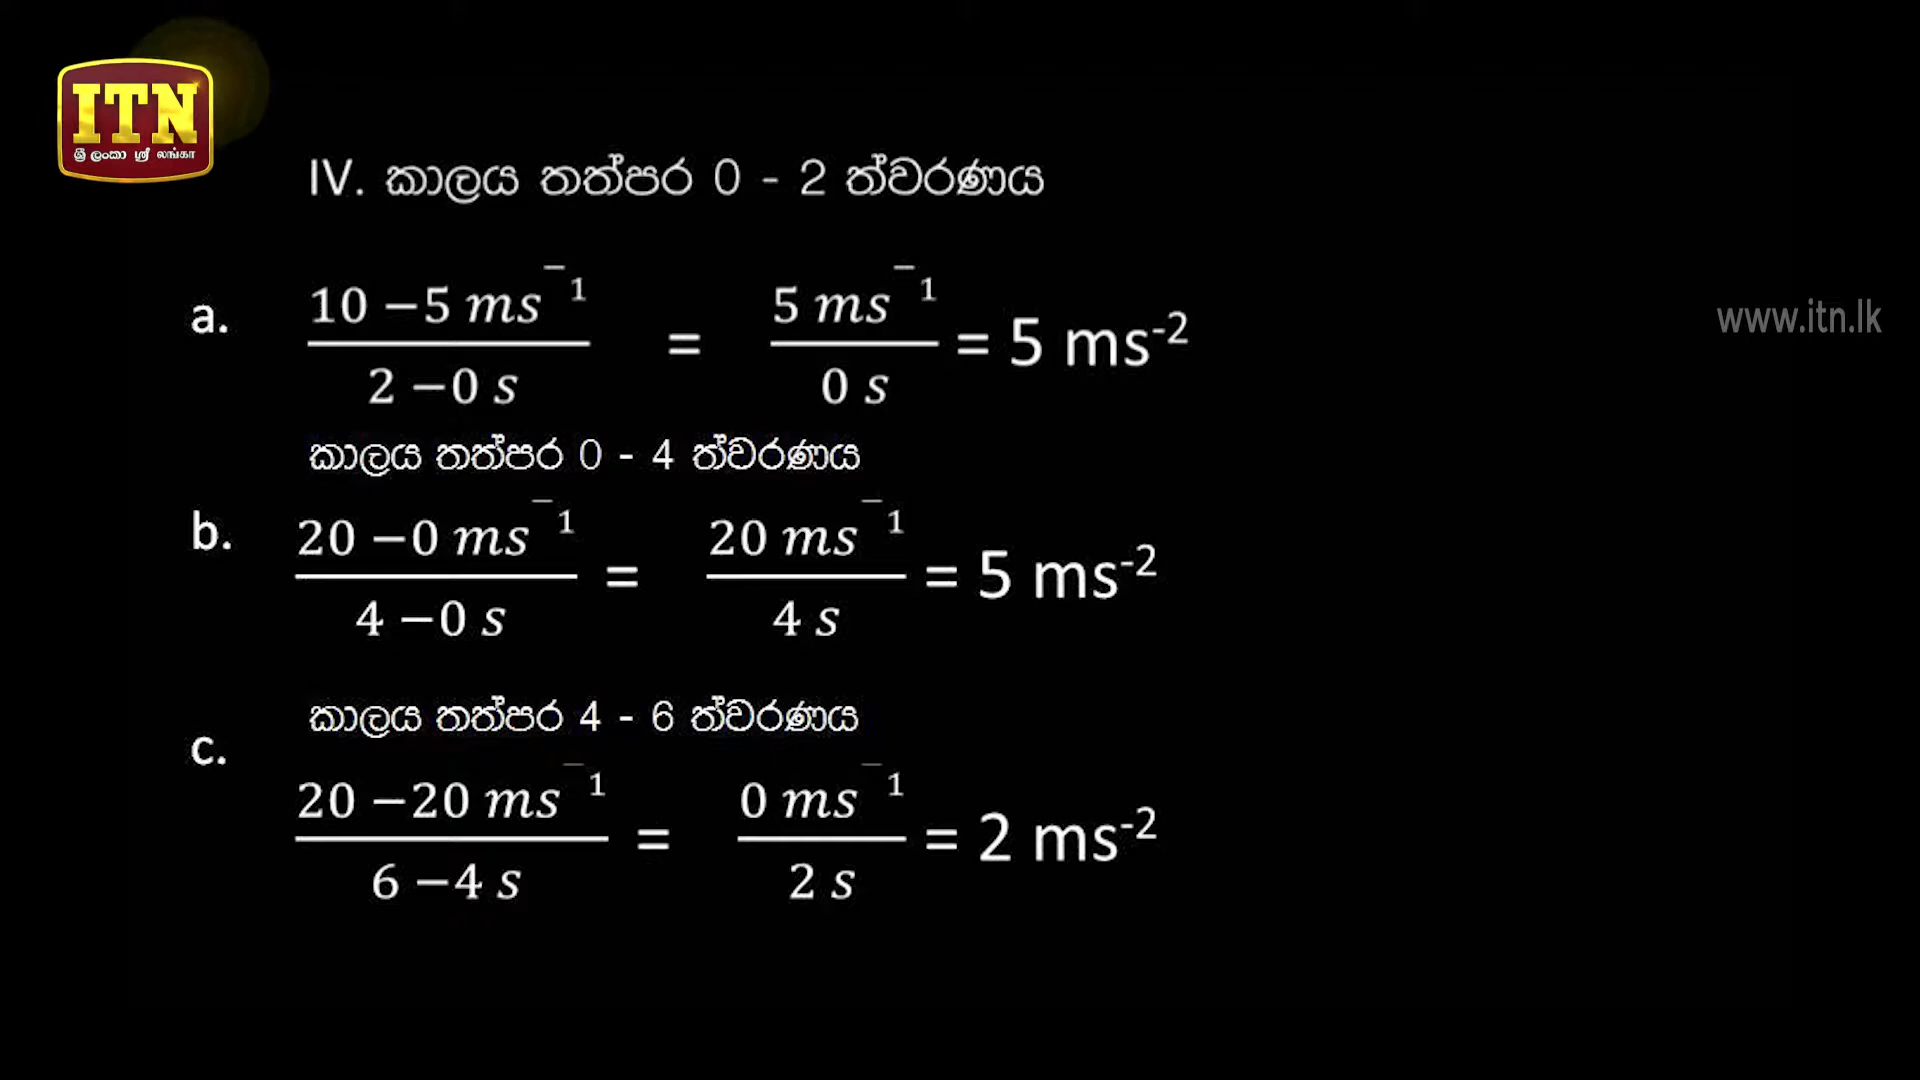 ITN
ශ්‍රී ලංකා ஸ்ரீ லங்கா
IV. කාලය තත්පර 0 - 2 ත්වරණය
www.itn.lk
a. (10 −5 ms⁻¹)/(2 −0 s) = (5 ms⁻¹)/(0 s) = 5 ms⁻²
කාලය තත්පර 0 - 4 ත්වරණය
b. (20 −0 ms⁻¹)/(4 −0 s) = (20 ms⁻¹)/(4 s) = 5 ms⁻²
කාලය තත්පර 4 - 6 ත්වරණය
c. (20 −20 ms⁻¹)/(6 −4 s) = (0 ms⁻¹)/(2 s) = 2 ms⁻²